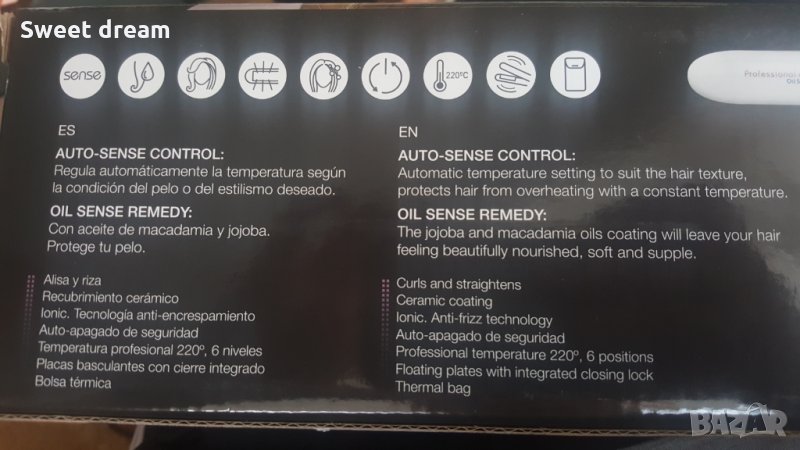 Sweet dream
sense
220ºC
Professional
ES
AUTO-SENSE CONTROL:
Regula automáticamente la temperatura según
la condición del pelo o del estilismo deseado.
OIL SENSE REMEDY:
Con aceite de macadamia y jojoba.
Protege tu pelo.
Alisa y riza
Recubrimiento cerámico
Ionic. Tecnología anti-encrespamiento
Auto-apagado de seguridad
Temperatura profesional 220º, 6 niveles
Placas basculantes con cierre integrado
Bolsa térmica
EN
AUTO-SENSE CONTROL:
Automatic temperature setting to suit the hair texture,
protects hair from overheating with a constant temperature.
OIL SENSE REMEDY:
The jojoba and macadamia oils coating will leave your hair
feeling beautifully nourished, soft and supple.
Curls and straightens
Ceramic coating
Ionic. Anti-frizz technology
Auto-apagado de seguridad
Professional temperature 220º, 6 positions
Floating plates with integrated closing lock
Thermal bag
BAZAR